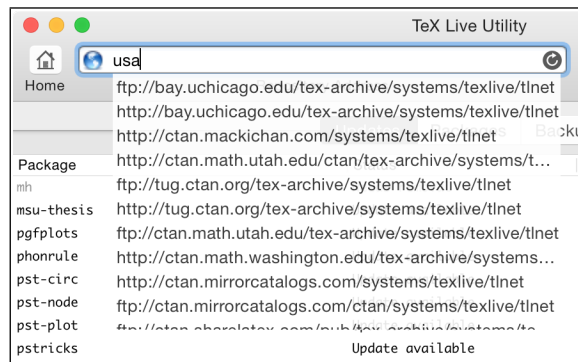 TeX Live Utility
usa
Home
ftp://bay.uchicago.edu/tex-archive/systems/texlive/tlnet
http://bay.uchicago.edu/tex-archive/systems/texlive/tlnet
http://ctan.mackichan.com/systems/texlive/tlnet
Backu
http://ctan.math.utah.edu/ctan/tex-archive/systems/t…
Package
ftp://tug.ctan.org/tex-archive/systems/texlive/tlnet
mh
http://tug.ctan.org/tex-archive/systems/texlive/tlnet
msu-thesis
ftp://ctan.math.utah.edu/ctan/tex-archive/systems/texlive/tlnet
pgfplots
http://ctan.math.washington.edu/tex-archive/systems…
phonrule
http://ctan.mirrorcatalogs.com/systems/texlive/tlnet
pst-circ
ftp://ctan.mirrorcatalogs.com/ctan/systems/texlive/tlnet
pst-node
pst-plot
pstricks Update available